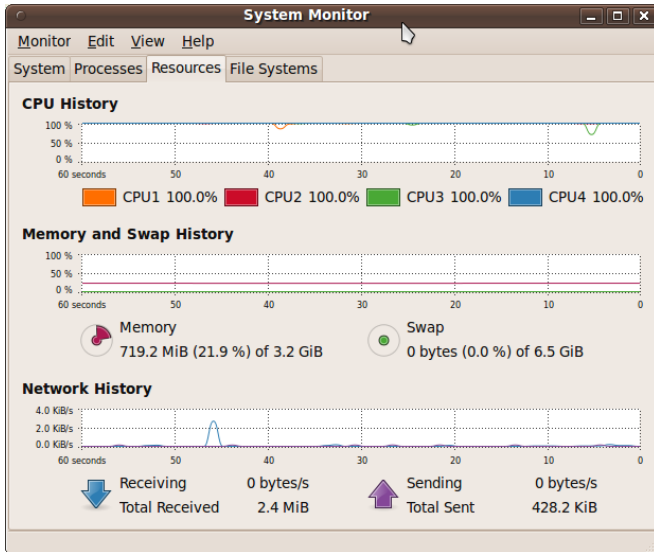 System Monitor
Monitor Edit View Help
System Processes Resources File Systems
CPU History
100 %
50 %
0 %
60 seconds 50 40 30 20 10 0
CPU1 100.0% CPU2 100.0% CPU3 100.0% CPU4 100.0%
Memory and Swap History
100 %
50 %
0 %
60 seconds 50 40 30 20 10 0
Memory Swap
719.2 MiB (21.9 %) of 3.2 GiB 0 bytes (0.0 %) of 6.5 GiB
Network History
4.0 KiB/s
2.0 KiB/s
0.0 KiB/s
60 seconds 50 40 30 20 10 0
Receiving 0 bytes/s Sending 0 bytes/s
Total Received 2.4 MiB Total Sent 428.2 KiB